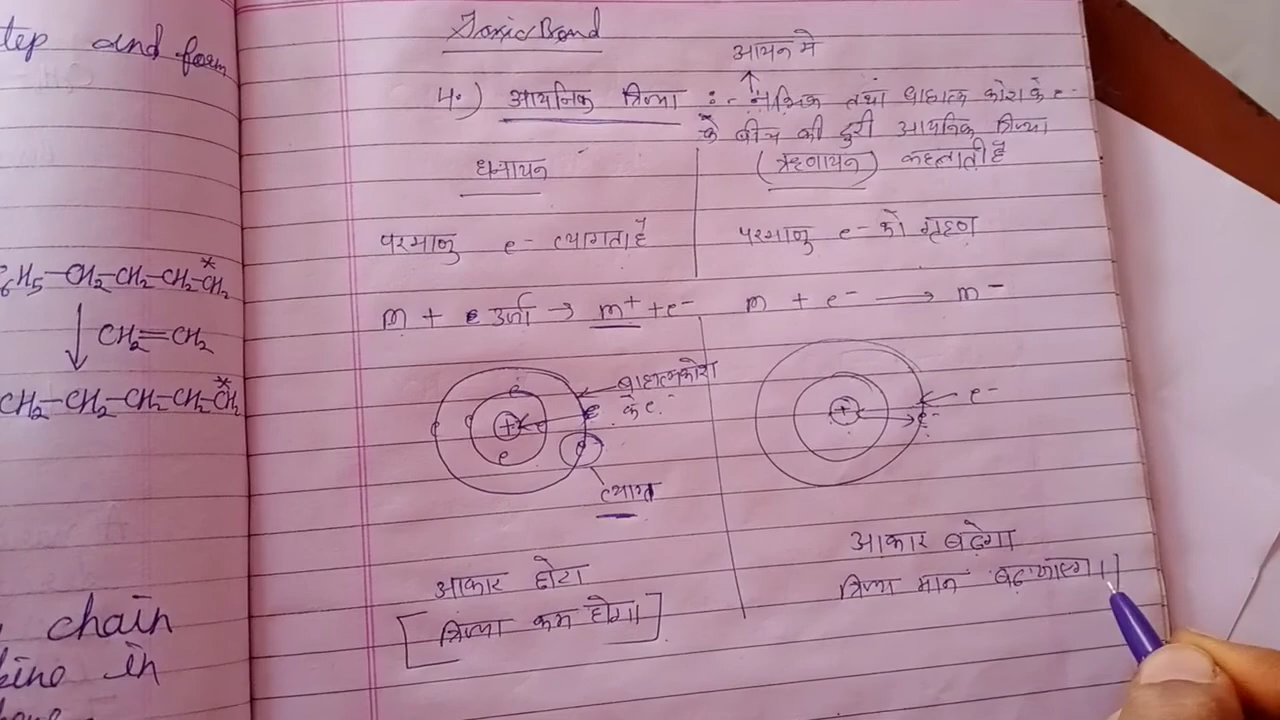 tep and form
C6H5-CH2-CH2-CH2-*CH2
CH2=CH2
CH2-CH2-CH2-CH2-*CH2
chain
in
Ionic Bond
आयन मे
4.) आयनिक त्रिज्या :- नाभिक तथा बाह्यतम कोश के e-
के बीच की दुरी आयनिक त्रिज्या
धनायन (ऋणायन) कहलाती है
परमाणु e- त्यागता है परमाणु e- को ग्रहण
m + ऊर्जा → m+ + e- m + e- → m-
बाह्यतम कोश
के e-
e-
e-
त्याग
आकार छोटा
[त्रिज्या कम होगा]
आकार बढ़ेगा
त्रिज्या मान बढ़ जाएगा।]